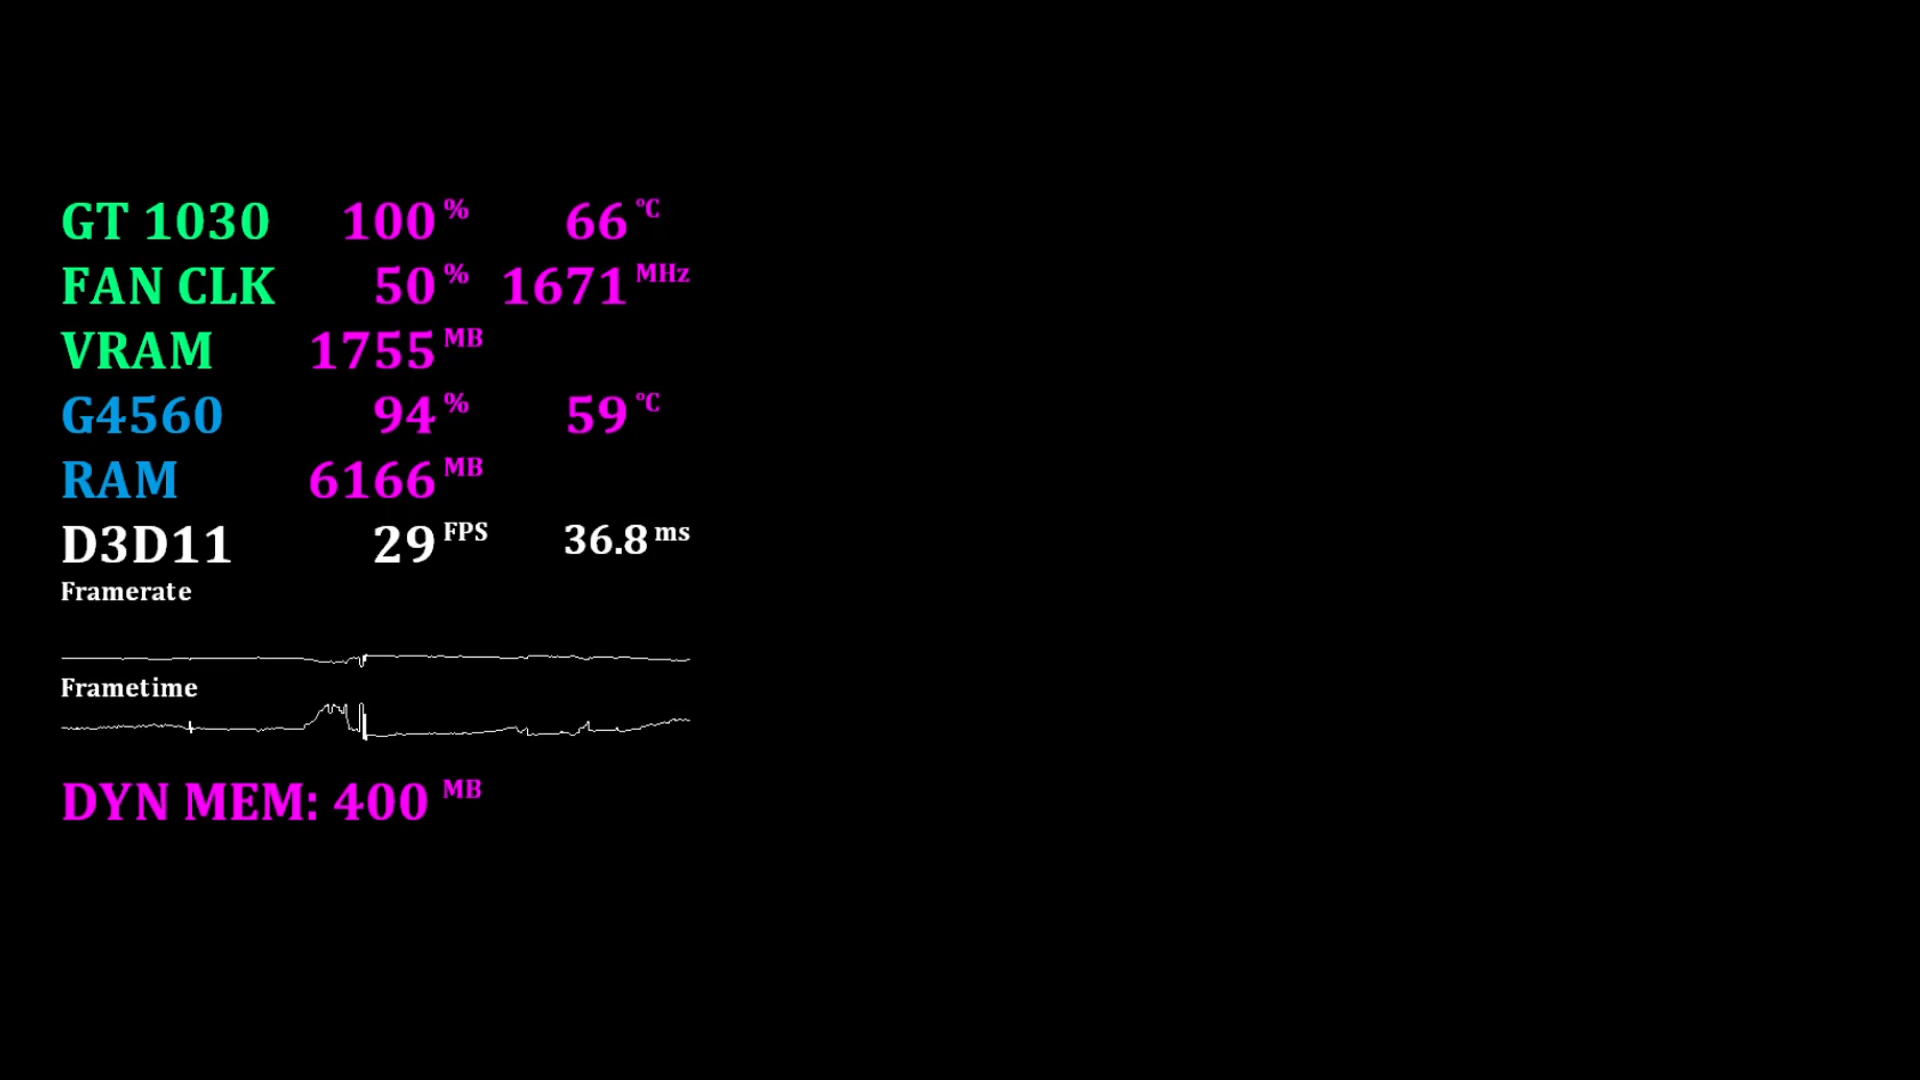 GT 1030 100 % 66 °C
FAN CLK 50 % 1671 MHz
VRAM 1755 MB
G4560 94 % 59 °C
RAM 6166 MB
D3D11 29 FPS 36.8 ms
Framerate
Frametime
DYN MEM: 400 MB